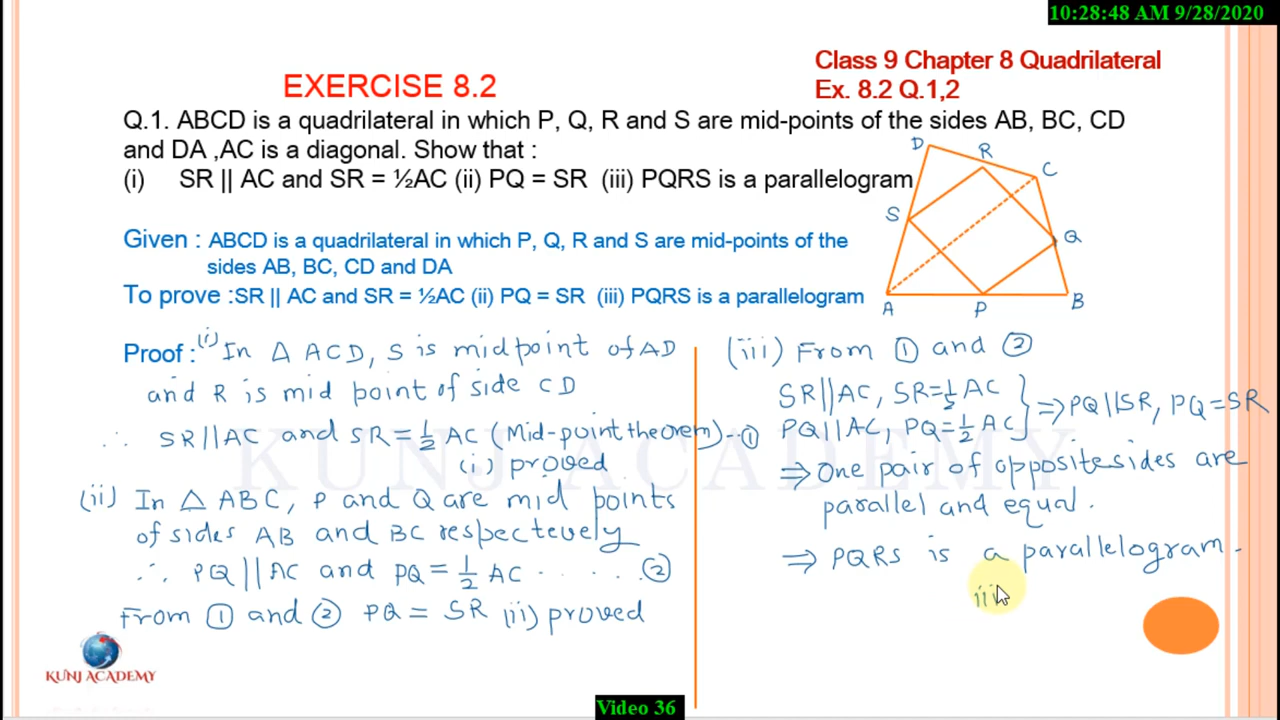 10:28:48 AM 9/28/2020
Class 9 Chapter 8 Quadrilateral
Ex. 8.2 Q.1,2
EXERCISE 8.2
Q.1. ABCD is a quadrilateral in which P, Q, R and S are mid-points of the sides AB, BC, CD
and DA ,AC is a diagonal. Show that :
(i) SR || AC and SR = ½AC (ii) PQ = SR (iii) PQRS is a parallelogram
D
R
C
S
Q
A
P
B
Given : ABCD is a quadrilateral in which P, Q, R and S are mid-points of the
sides AB, BC, CD and DA
To prove :SR || AC and SR = ½AC (ii) PQ = SR (iii) PQRS is a parallelogram
Proof : (i) In △ ACD, S is midpoint of AD
and R is mid point of side CD
∴ SR||AC and SR = 1/2 AC (Mid-point theorem)--①
(i) proved
(ii) In △ ABC, P and Q are mid points
of sides AB and BC respectevely
∴ PQ || AC and PQ = 1/2 AC . . . . . ②
From ① and ② PQ = SR (ii) proved
(iii) From ① and ②
SR||AC, SR=1/2 AC
PQ||AC, PQ=1/2 AC } ⇒ PQ||SR, PQ=SR
⇒ One pair of opposite sides are
parallel and equal.
⇒ PQRS is a parallelogram.
iii
KUNJ ACADEMY
KUNJ ACADEMY
Video 36